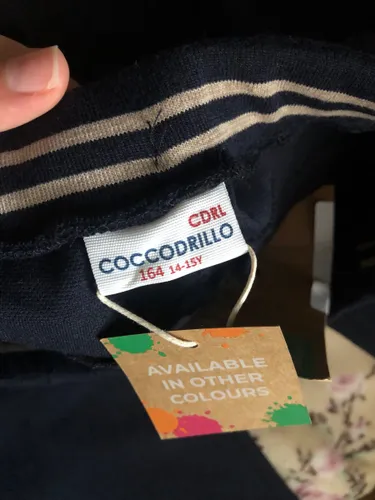 CDRL
COCCODRILLO
164 14-15Y
AVAILABLE
IN OTHER
COLOURS